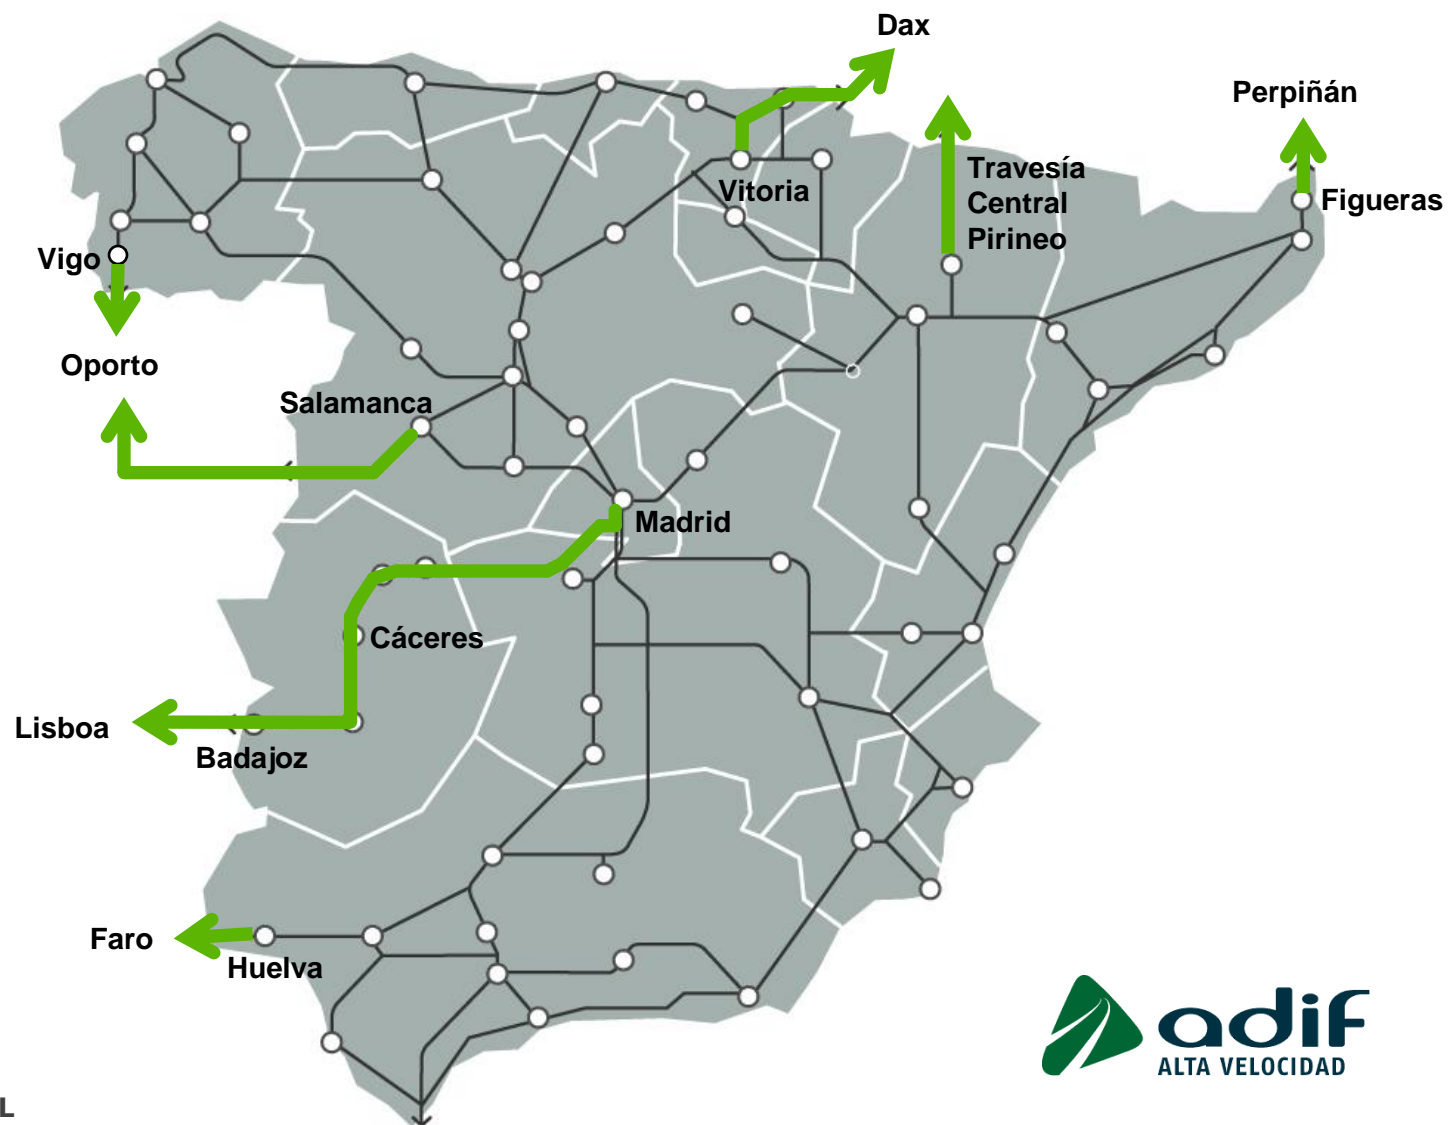 Dax
Perpiñán
Travesía
Central
Pirineo
Vitoria
Figueras
Vigo
Oporto
Salamanca
Madrid
Cáceres
Lisboa
Badajoz
Faro
Huelva
adif
ALTA VELOCIDAD
L